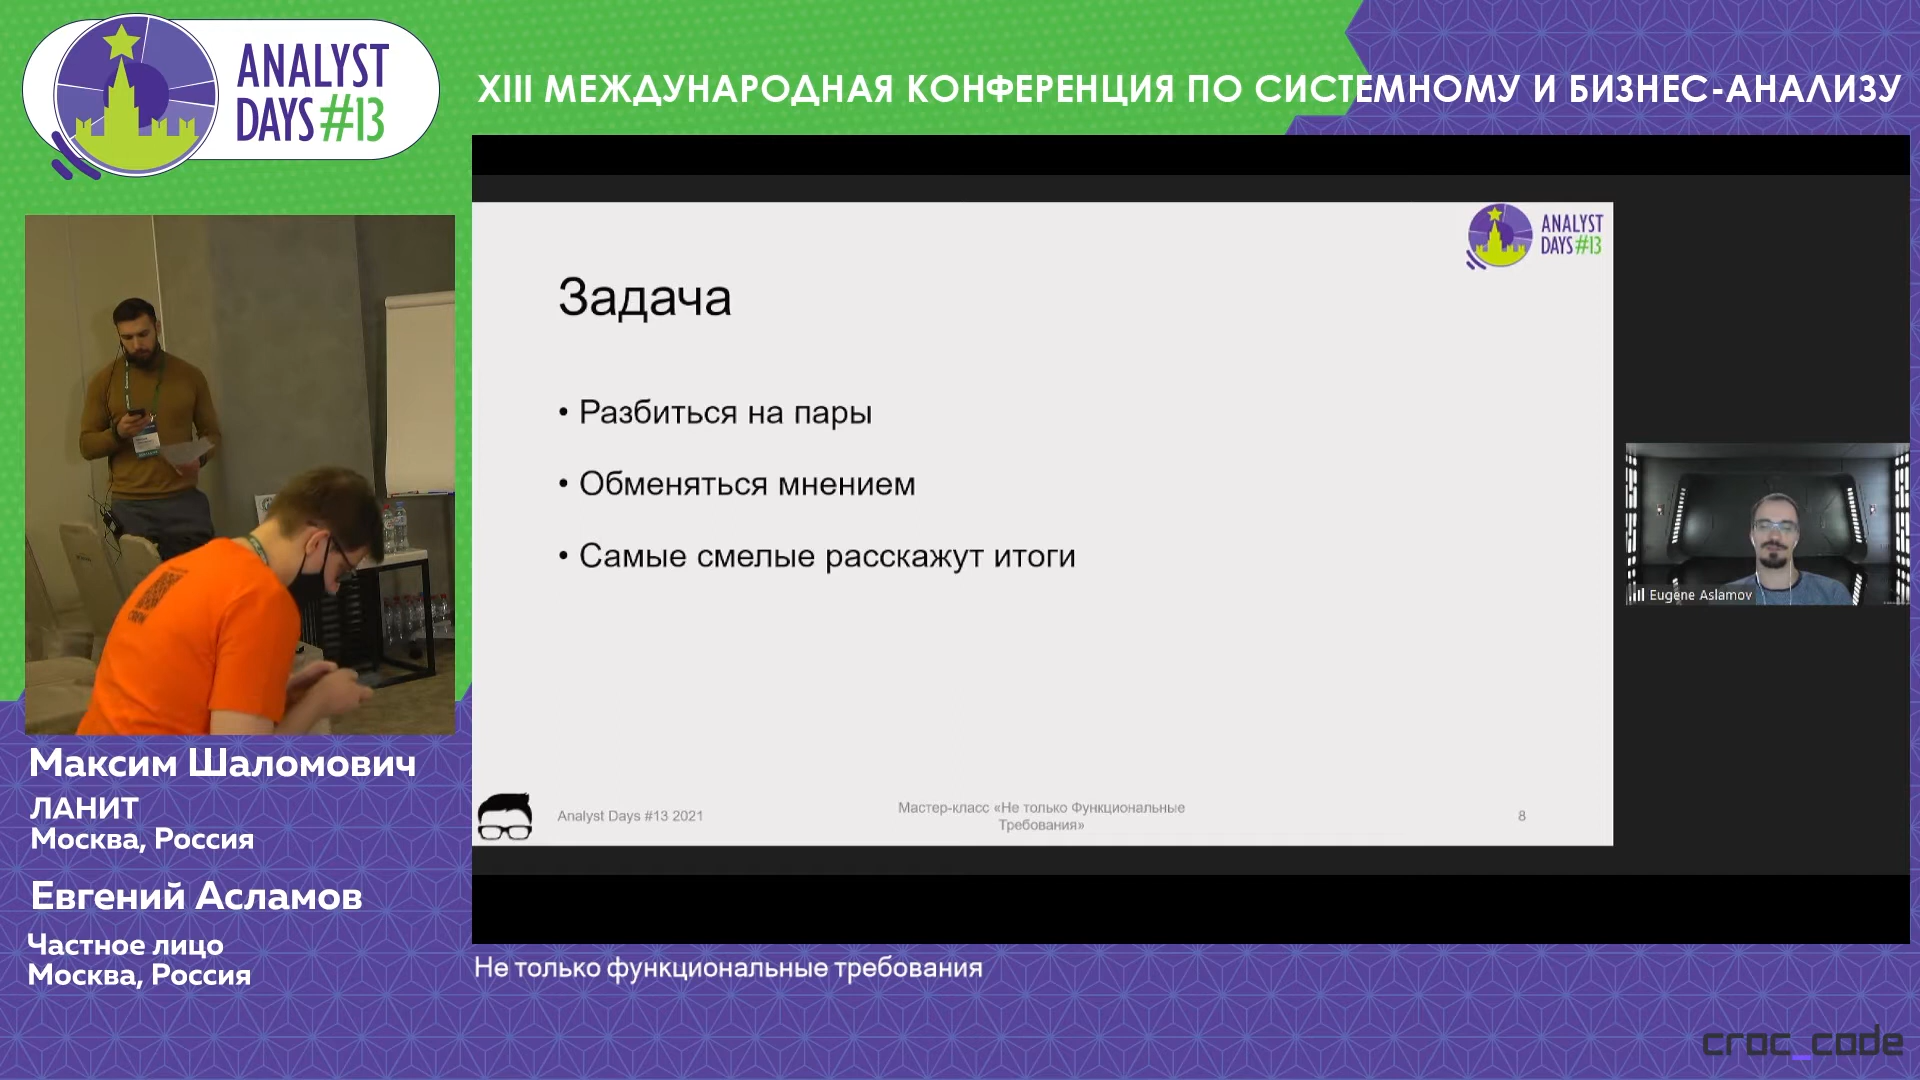 ANALYST
DAYS #13
XIII МЕЖДУНАРОДНАЯ КОНФЕРЕНЦИЯ ПО СИСТЕМНОМУ И БИЗНЕС-АНАЛИЗУ
ANALYST
DAYS #13
Задача
• Разбиться на пары
• Обменяться мнением
• Самые смелые расскажут итоги
Analyst Days #13 2021
Мастер-класс «Не только Функциональные
Требования»
8
Eugene Aslamov
Максим Шаломович
ЛАНИТ
Москва, Россия
Евгений Асламов
Частное лицо
Москва, Россия
Не только функциональные требования
croc_code